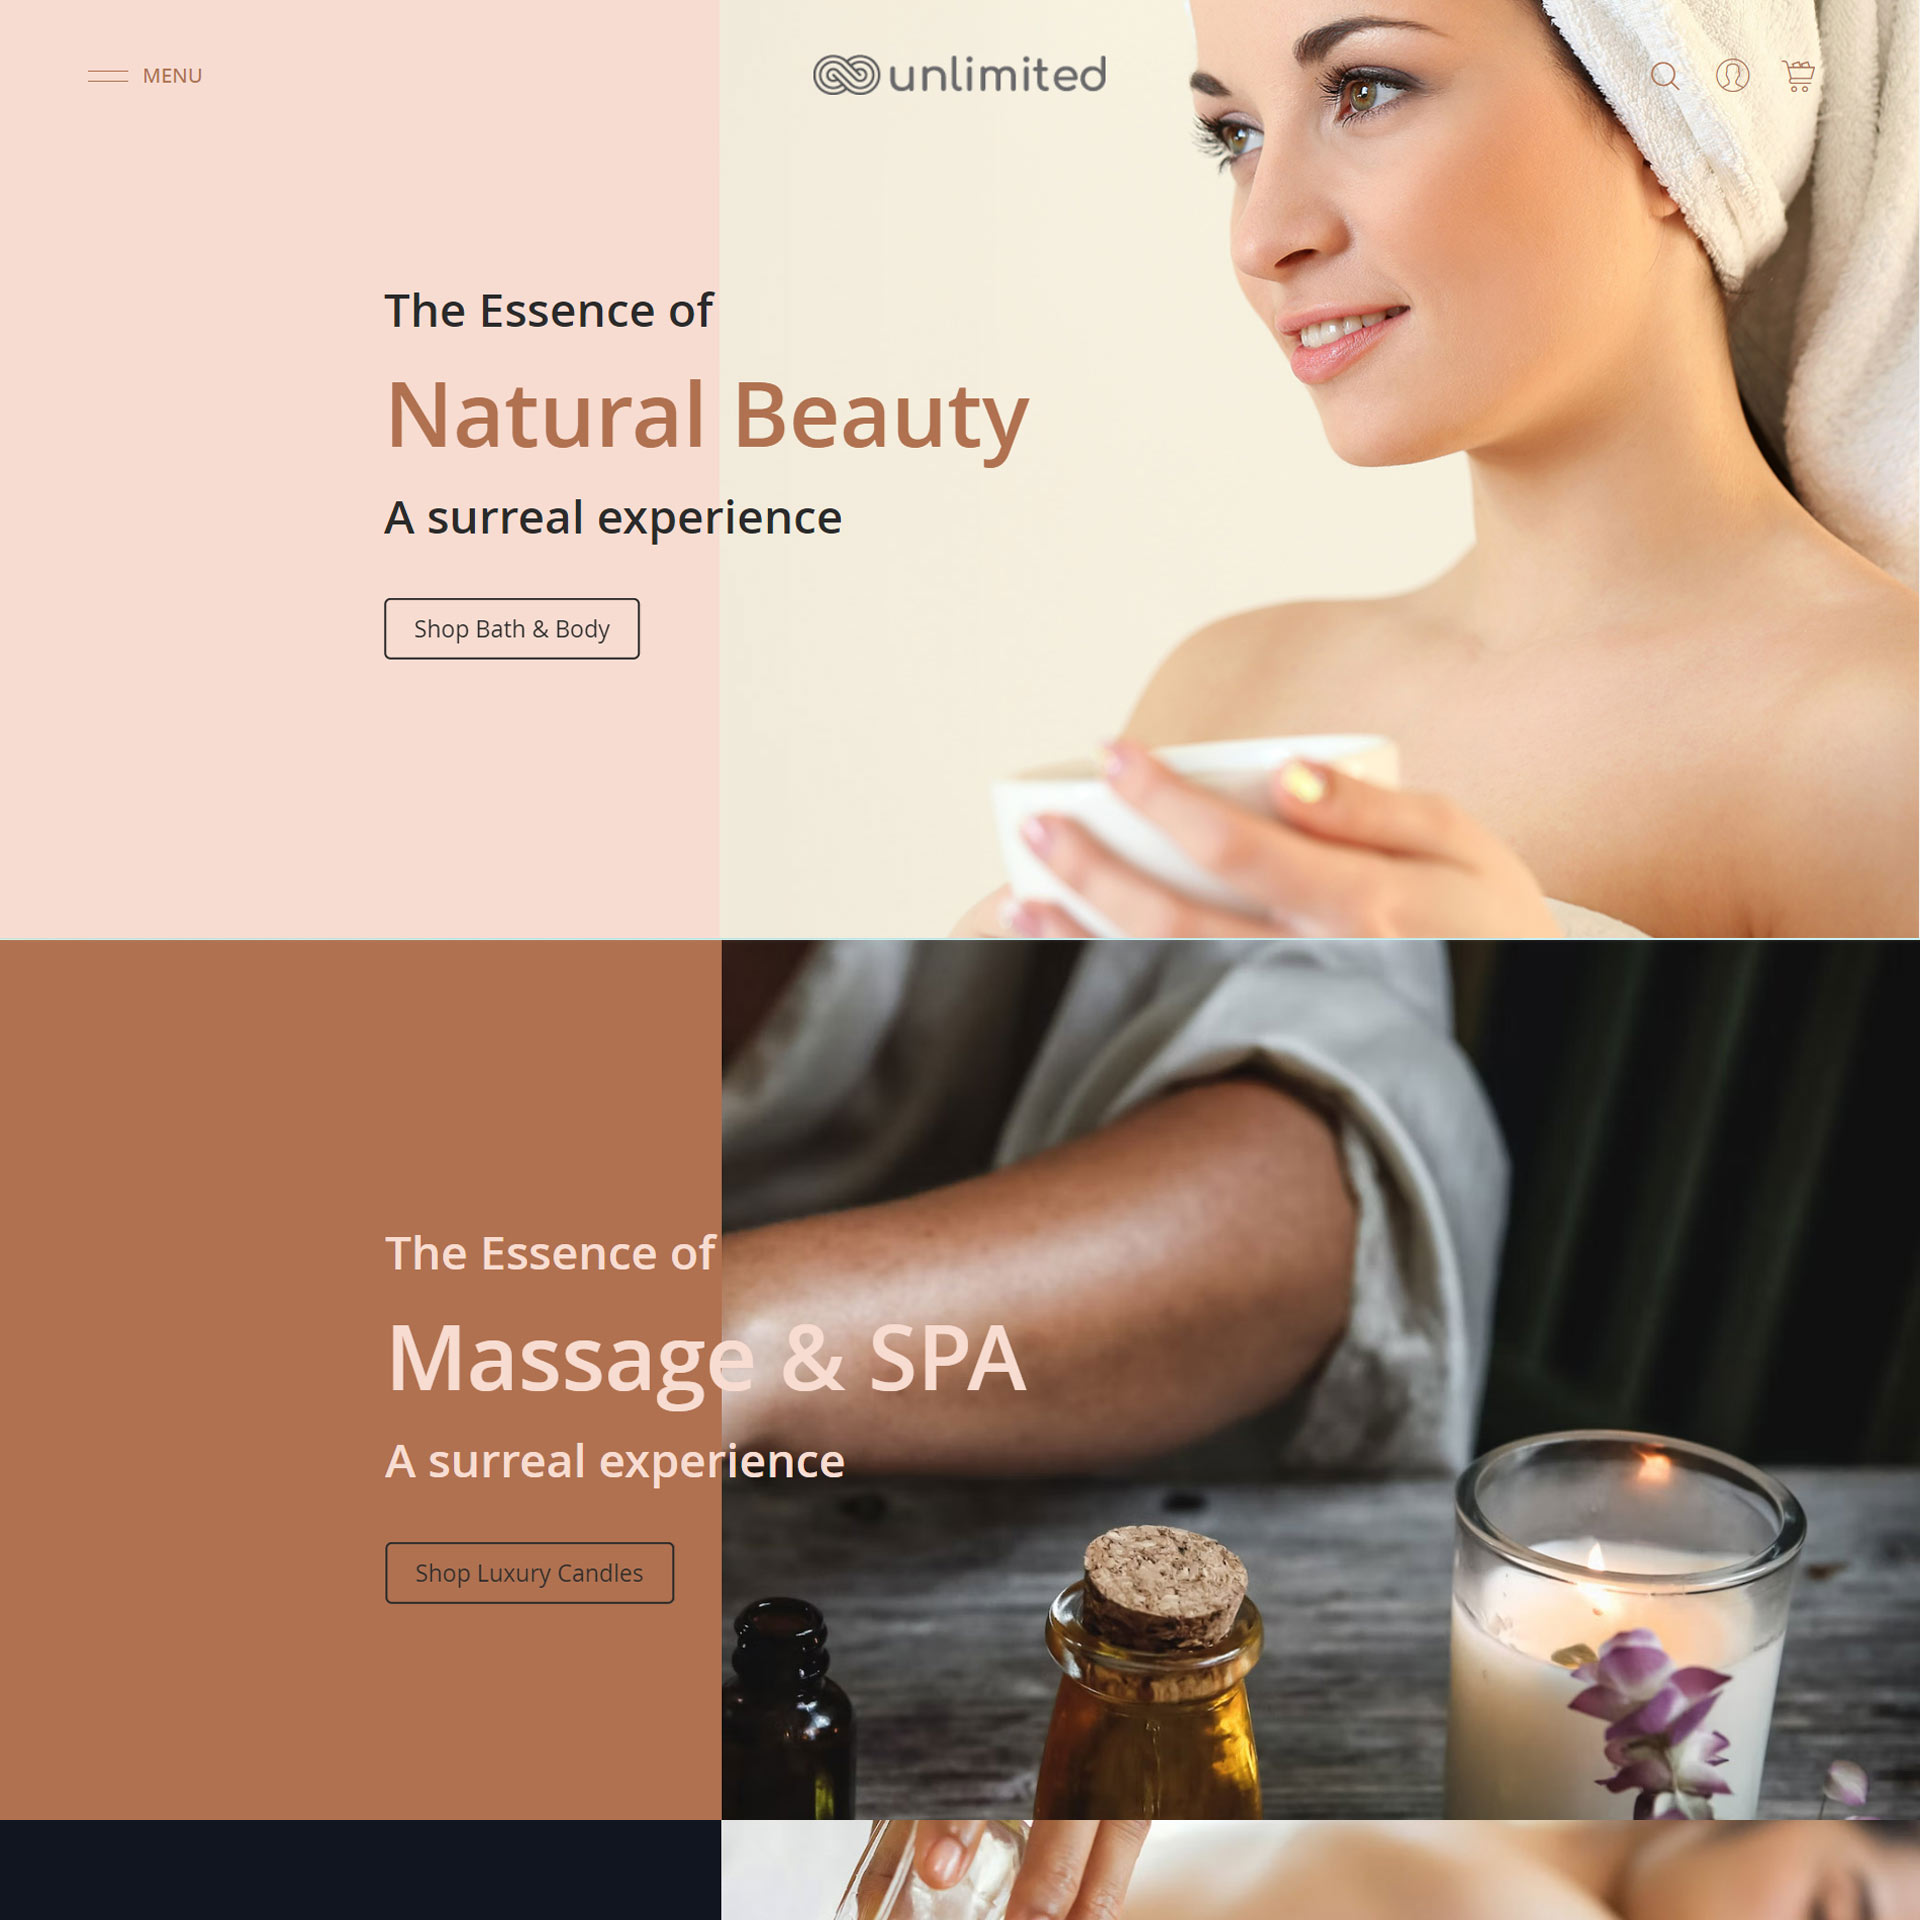 MENU
unlimited
The Essence of
Natural Beauty
A surreal experience
Shop Bath & Body
The Essence of
Massage & SPA
A surreal experience
Shop Luxury Candles